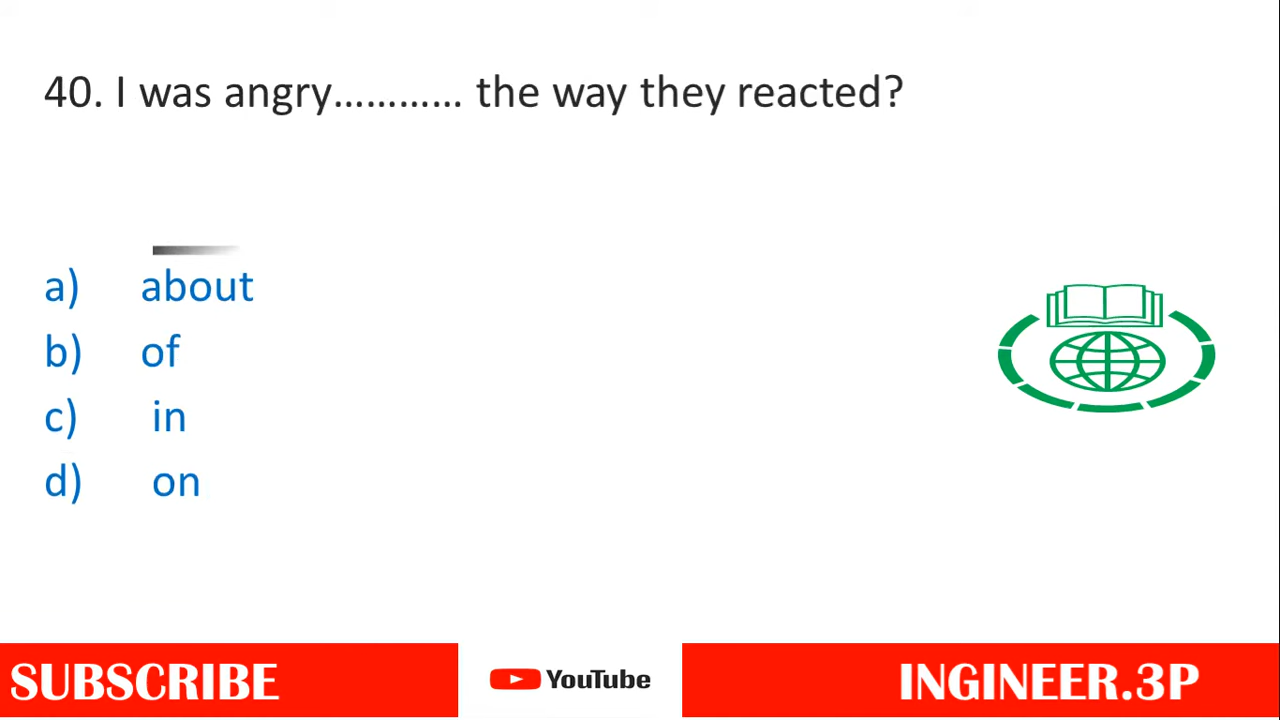 40. I was angry………… the way they reacted?
a) about
b) of
c) in
d) on
SUBSCRIBE YouTube INGINEER.3P